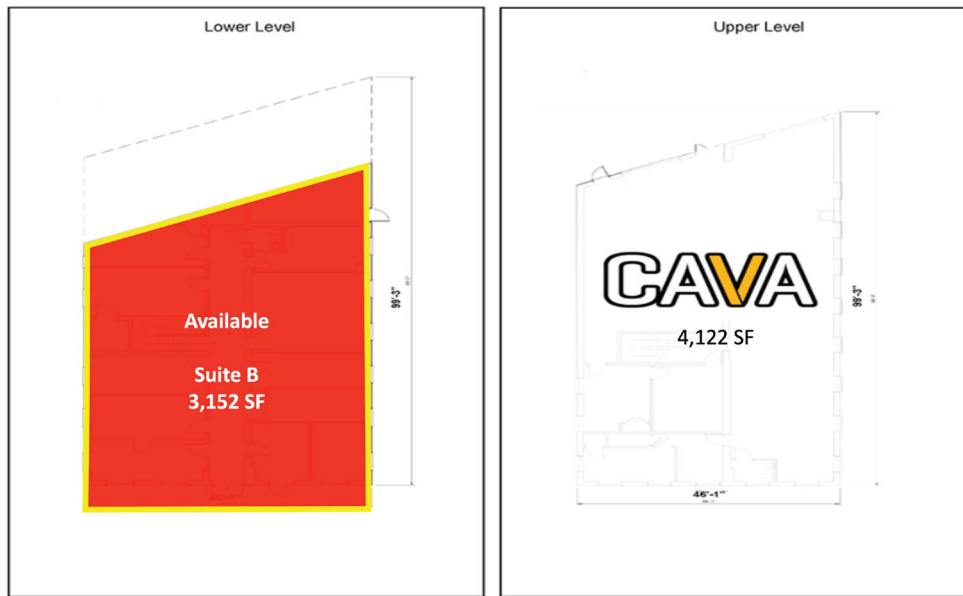 Lower Level
99'-3"
Available
Suite B
3,152 SF
Upper Level
CAVA
4,122 SF
99'-3"
46'-1"